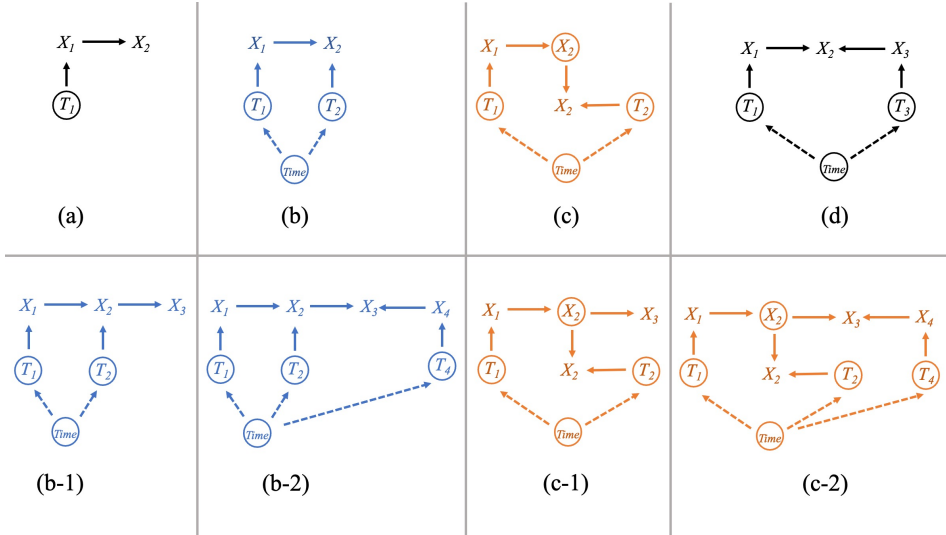 X1 X2
T1
(a)
X1 X2
T1 T2
Time
(b)
X1 X2
T1 X2 T2
Time
(c)
X1 X2 X3
T1 T3
Time
(d)
X1 X2 X3
T1 T2
Time
(b-1)
X1 X2 X3 X4
T1 T2 T4
Time
(b-2)
X1 X2 X3
T1 X2 T2
Time
(c-1)
X1 X2 X3 X4
T1 X2 T2 T4
Time
(c-2)